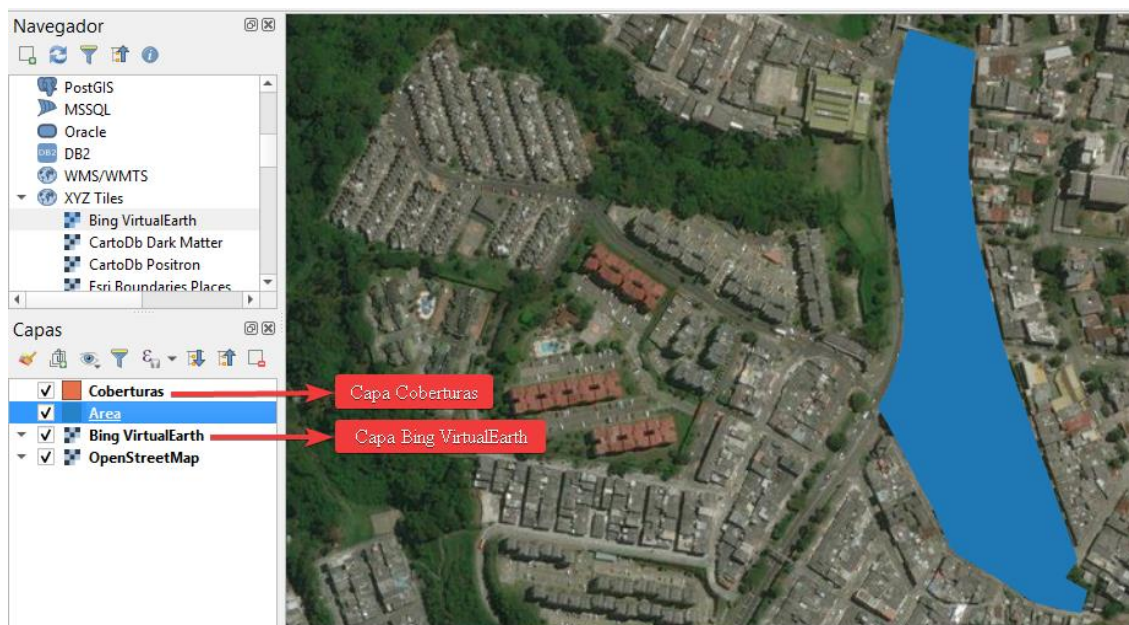 Navegador
PostGIS
MSSQL
Oracle
DB2 DB2
WMS/WMTS
XYZ Tiles
Bing VirtualEarth
CartoDb Dark Matter
CartoDb Positron
Esri Boundaries Places
Capas
Coberturas
Capa Coberturas
Area
Bing VirtualEarth
Capa Bing VirtualEarth
OpenStreetMap